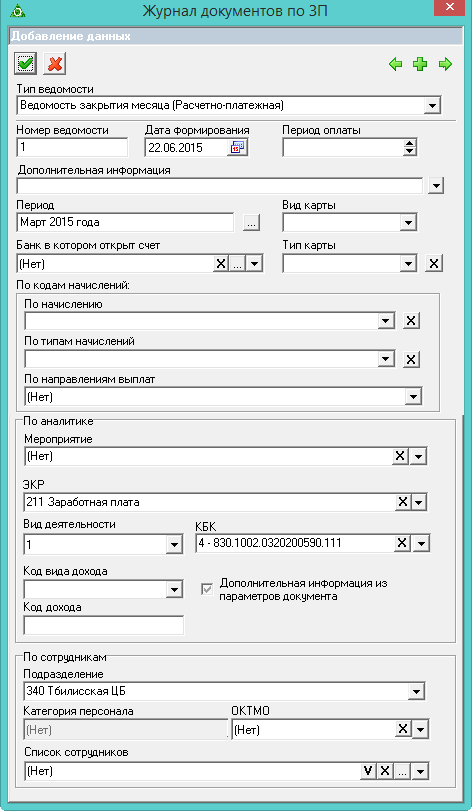 Журнал документов по ЗП
Добавление данных
Тип ведомости
Ведомость закрытия месяца (Расчетно-платежная)
Номер ведомости Дата формирования Период оплаты
1 22.06.2015
Дополнительная информация
Период Вид карты
Март 2015 года ...
Банк в котором открыт счет Тип карты
(Нет) X ... X
По кодам начислений:
По начислению
X
По типам начислений
X
По направлениям выплат
(Нет)
По аналитике
Мероприятие
(Нет) X
ЭКР
211 Заработная плата X
Вид деятельности КБК
1 4 - 830.1002.0320200590.111 X
Код вида дохода Дополнительная информация из
параметров документа
Код дохода
По сотрудникам
Подразделение
340 Тбилисская ЦБ
Категория персонала ОКТМО
(Нет) (Нет) X
Список сотрудников
(Нет) V X ...